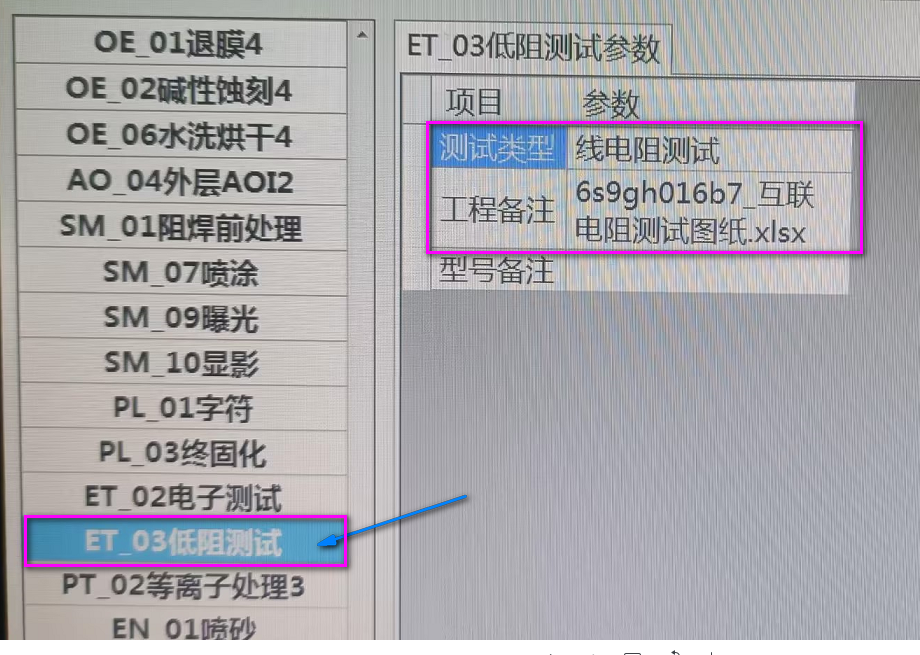 OE_01退膜4
OE_02碱性蚀刻4
OE_06水洗烘干4
AO_04外层AOI2
SM_01阻焊前处理
SM_07喷涂
SM_09曝光
SM_10显影
PL_01字符
PL_03终固化
ET_02电子测试
ET_03低阻测试
PT_02等离子处理3
EN_01喷砂
ET_03低阻测试参数
项目 参数
测试类型 线电阻测试
工程备注 6s9gh016b7_互联
电阻测试图纸.xlsx
型号备注